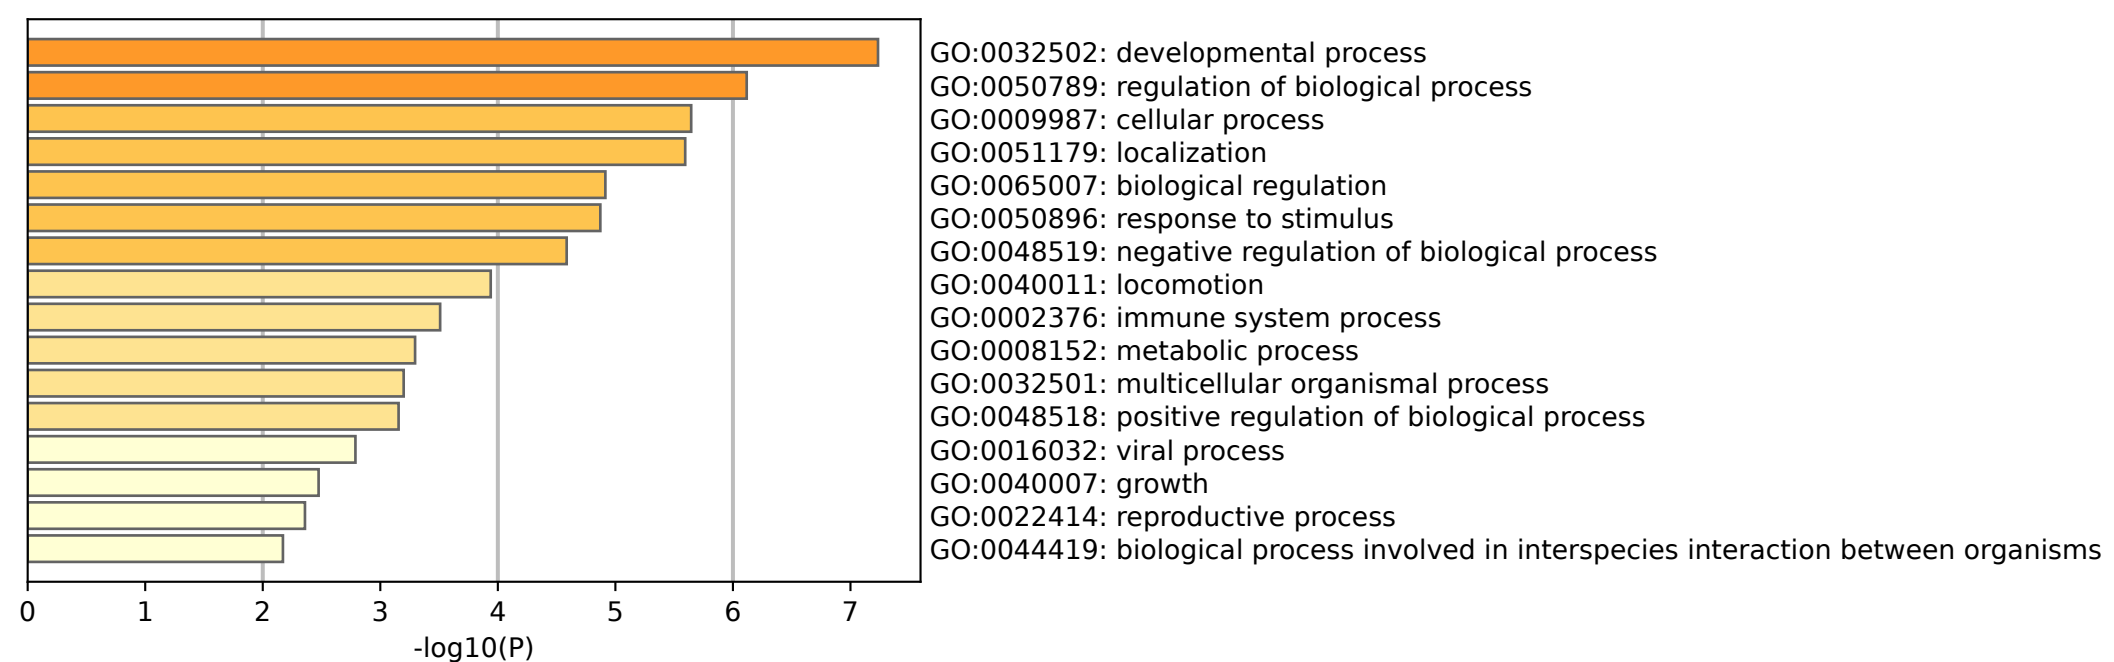 GO:0032502: developmental process
GO:0050789: regulation of biological process
GO:0009987: cellular process
GO:0051179: localization
GO:0065007: biological regulation
GO:0050896: response to stimulus
GO:0048519: negative regulation of biological process
GO:0040011: locomotion
GO:0002376: immune system process
GO:0008152: metabolic process
GO:0032501: multicellular organismal process
GO:0048518: positive regulation of biological process
GO:0016032: viral process
GO:0040007: growth
GO:0022414: reproductive process
GO:0044419: biological process involved in interspecies interaction between organisms
0 1 2 3 4 5 6 7
-log10(P)